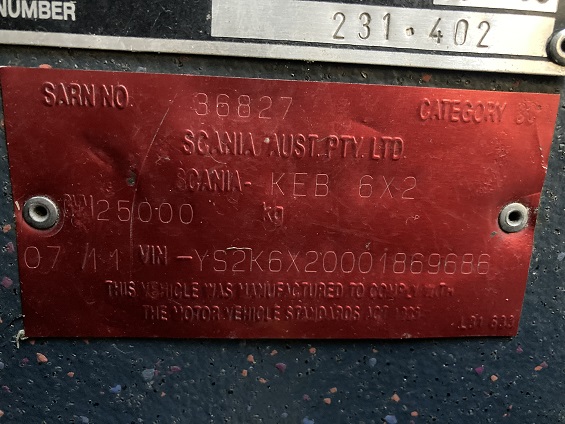 NUMBER
231·402
SARN NO. 36827 CATEGORY
SCANIA AUST. PTY. LTD.
SCANIA- KEB 6X2
GVM 25000 kg
07/11 VIN -YS2K6X20001869686
THIS VEHICLE WAS MANUFACTURED TO COMPLY WITH
THE MOTOR VEHICLE STANDARDS ACT